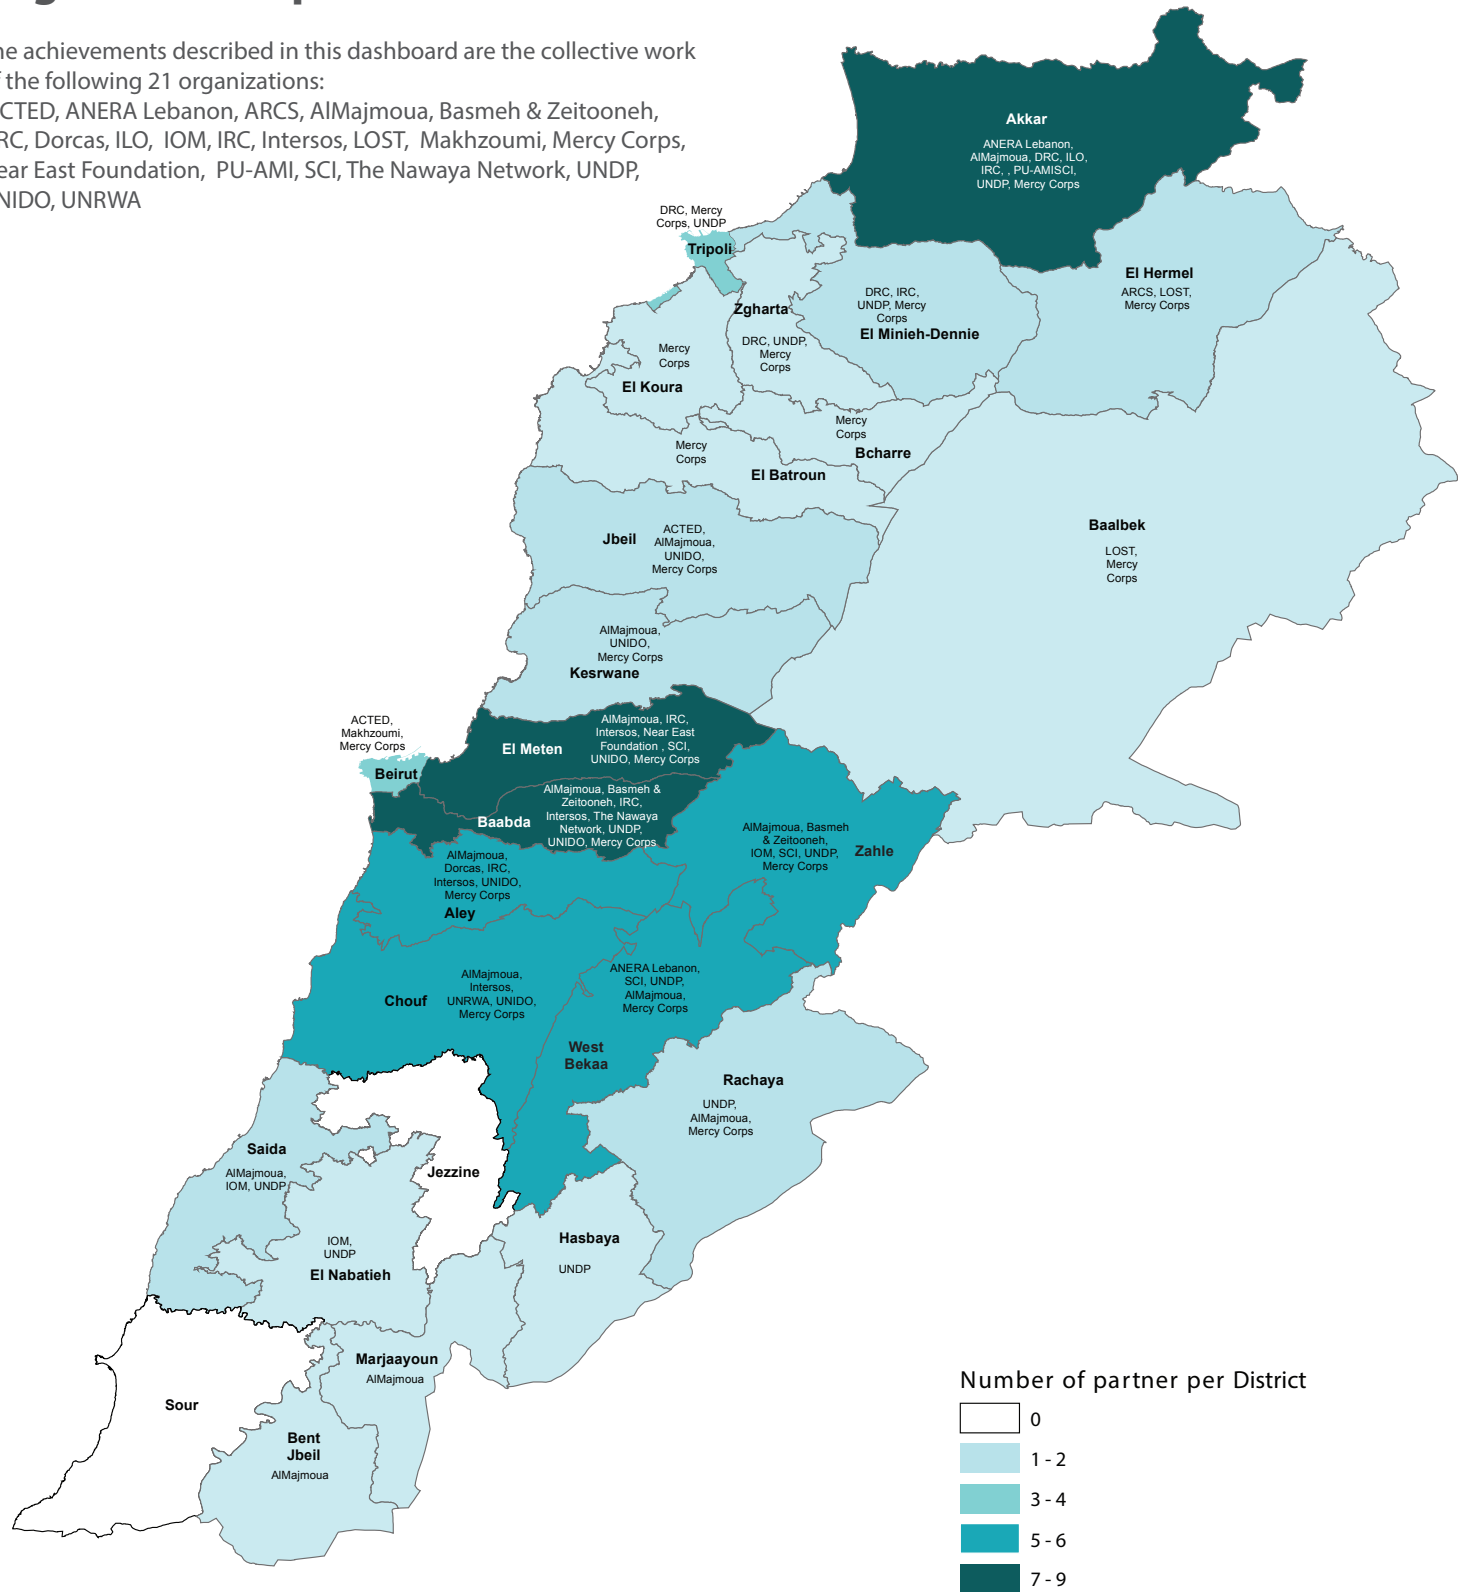 he achievements described in this dashboard are the collective work
f the following 21 organizations:
CTED, ANERA Lebanon, ARCS, AlMajmoua, Basmeh & Zeitooneh,
RC, Dorcas, ILO, IOM, IRC, Intersos, LOST, Makhzoumi, Mercy Corps,
ear East Foundation, PU-AMI, SCI, The Nawaya Network, UNDP,
NIDO, UNRWA
Akkar
ANERA Lebanon,
AlMajmoua, DRC, ILO,
IRC, , PU-AMISCI,
UNDP, Mercy Corps
DRC, Mercy
Corps, UNDP
Tripoli
El Hermel
ARCS, LOST,
Mercy Corps
DRC, IRC,
UNDP, Mercy
Corps
El Minieh-Dennie
Zgharta
DRC, UNDP,
Mercy
Corps
Mercy
Corps
El Koura
Mercy
Corps
Bcharre
Mercy
Corps
El Batroun
Baalbek
LOST,
Mercy
Corps
Jbeil
ACTED,
AlMajmoua,
UNIDO,
Mercy Corps
AlMajmoua,
UNIDO,
Mercy Corps
Kesrwane
ACTED,
Makhzoumi,
Mercy Corps
Beirut
El Meten
AlMajmoua, IRC,
Intersos, Near East
Foundation , SCI,
UNIDO, Mercy Corps
Baabda
AlMajmoua, Basmeh &
Zeitooneh, IRC,
Intersos, The Nawaya
Network, UNDP,
UNIDO, Mercy Corps
AlMajmoua, Basmeh
& Zeitooneh,
IOM, SCI, UNDP,
Mercy Corps
Zahle
AlMajmoua,
Dorcas, IRC,
Intersos, UNIDO,
Mercy Corps
Aley
Chouf
AlMajmoua,
Intersos,
UNRWA, UNIDO,
Mercy Corps
ANERA Lebanon,
SCI, UNDP,
AlMajmoua,
Mercy Corps
West
Bekaa
Rachaya
UNDP,
AlMajmoua,
Mercy Corps
Saida
AlMajmoua,
IOM, UNDP
Jezzine
Hasbaya
UNDP
IOM,
UNDP
El Nabatieh
Marjaayoun
AlMajmoua
Sour
Bent
Jbeil
AlMajmoua
Number of partner per District
0
1 - 2
3 - 4
5 - 6
7 - 9